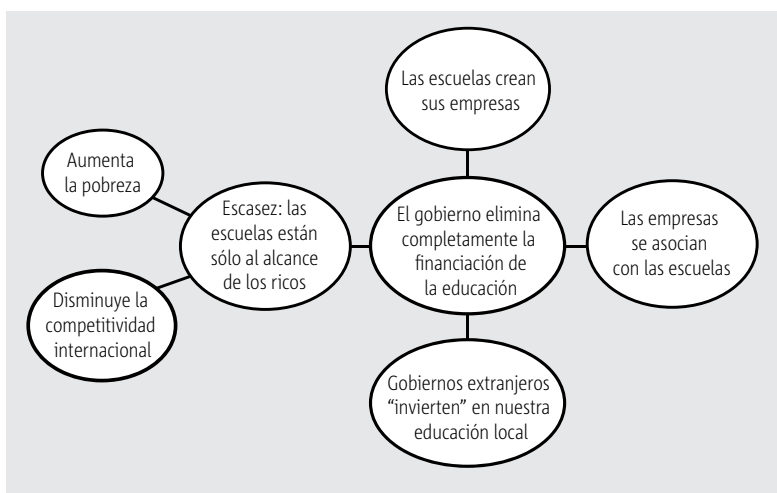 Las escuelas crean
sus empresas
Aumenta
la pobreza
Escasez: las
escuelas están
sólo al alcance
de los ricos
El gobierno elimina
completamente la
financiación de
la educación
Las empresas
se asocian
con las escuelas
Disminuye la
competitividad
internacional
Gobiernos extranjeros
“invierten” en nuestra
educación local